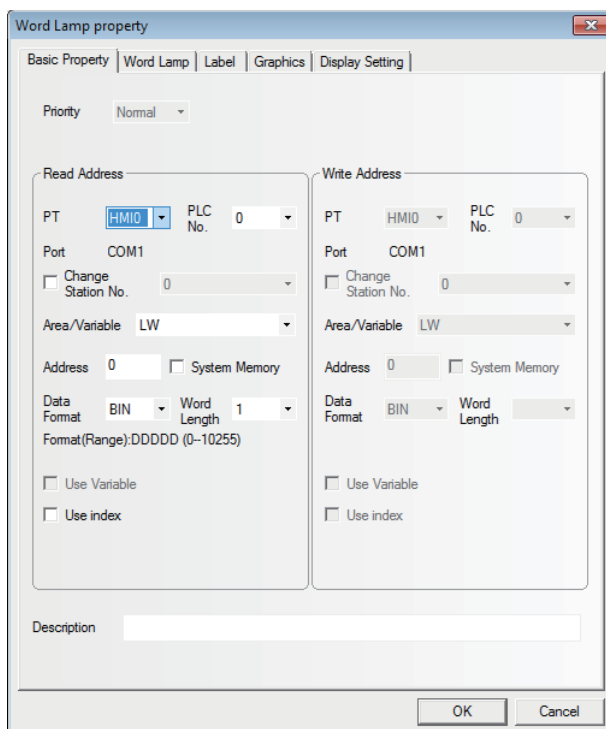 Word Lamp property
Basic Property Word Lamp Label Graphics Display Setting
Priority Normal
Read Address
PT HMI0 PLC No. 0
Port COM1
Change Station No. 0
Area/Variable LW
Address 0 System Memory
Data Format BIN Word Length 1
Format(Range):DDDDD (0--10255)
Use Variable
Use index
Write Address
PT HMI0 PLC No. 0
Port COM1
Change Station No. 0
Area/Variable LW
Address 0 System Memory
Data Format BIN Word Length
Use Variable
Use index
Description
OK Cancel